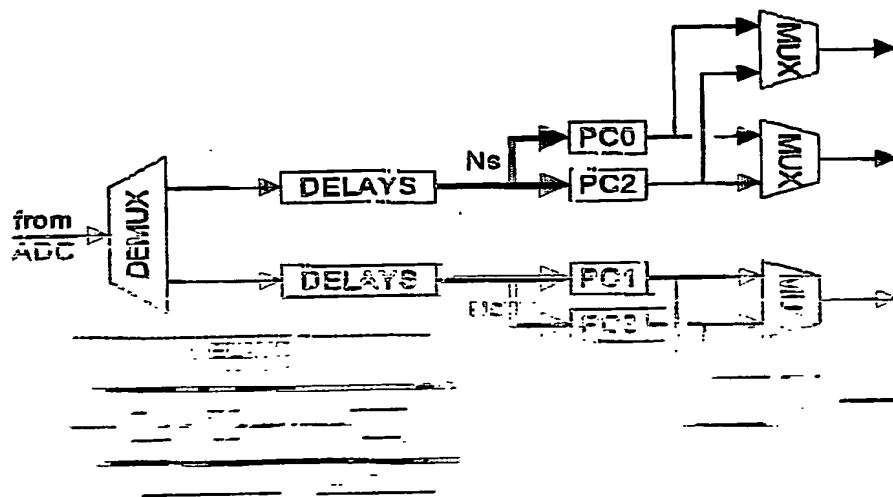 MUX
PC0
MUX
Ns
DELAYS
PC2
from
ADC
DEMUX
DELAYS
PC1